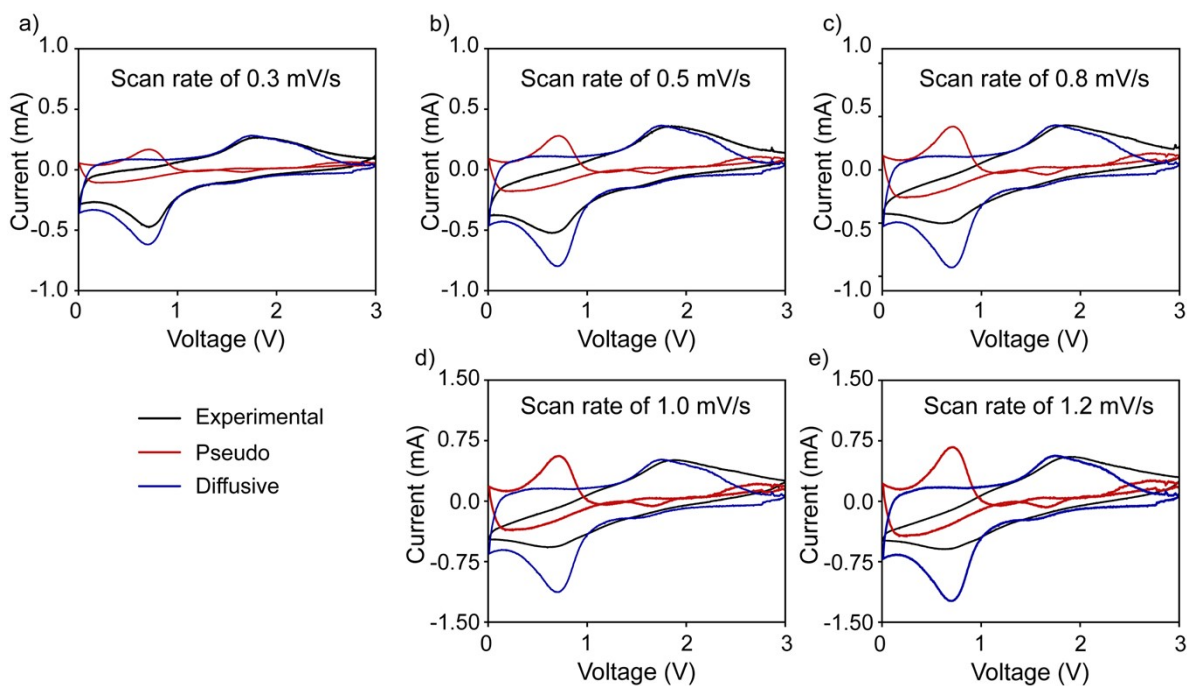 a)
1.0
0.5
0.0
-0.5
-1.0
Current (mA)
Scan rate of 0.3 mV/s
0 1 2 3
Voltage (V)
b)
1.0
0.5
0.0
-0.5
-1.0
Current (mA)
Scan rate of 0.5 mV/s
0 1 2 3
Voltage (V)
c)
1.0
0.5
0.0
-0.5
-1.0
Current (mA)
Scan rate of 0.8 mV/s
0 1 2 3
Voltage (V)
Experimental
Pseudo
Diffusive
d)
1.50
0.75
0.0
-0.75
-1.50
Current (mA)
Scan rate of 1.0 mV/s
0 1 2 3
Voltage (V)
e)
1.50
0.75
0.0
-0.75
-1.50
Current (mA)
Scan rate of 1.2 mV/s
0 1 2 3
Voltage (V)